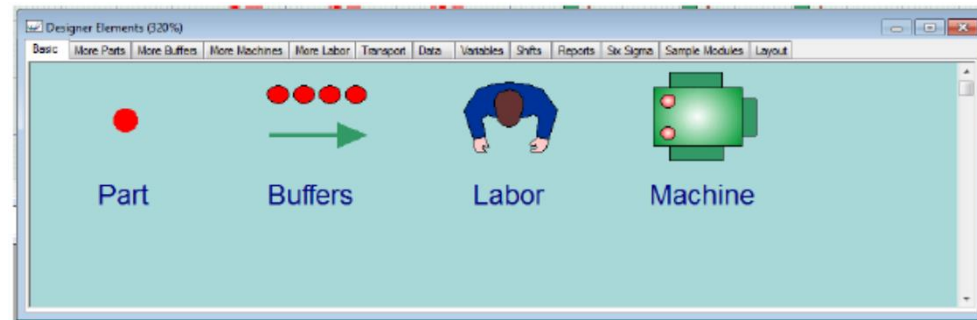 Designer Elements (320%)
Basic More Parts More Buffers More Machines More Labor Transport Data Variables Shifts Reports Six Sigma Sample Modules Layout
Part Buffers Labor Machine